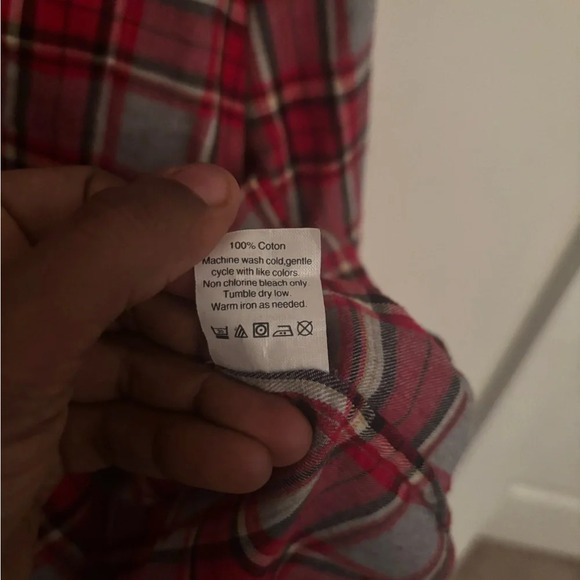 100% Coton
Machine wash cold,gentle
cycle with like colors.
Non chlorine bleach only.
Tumble dry low.
Warm iron as needed.